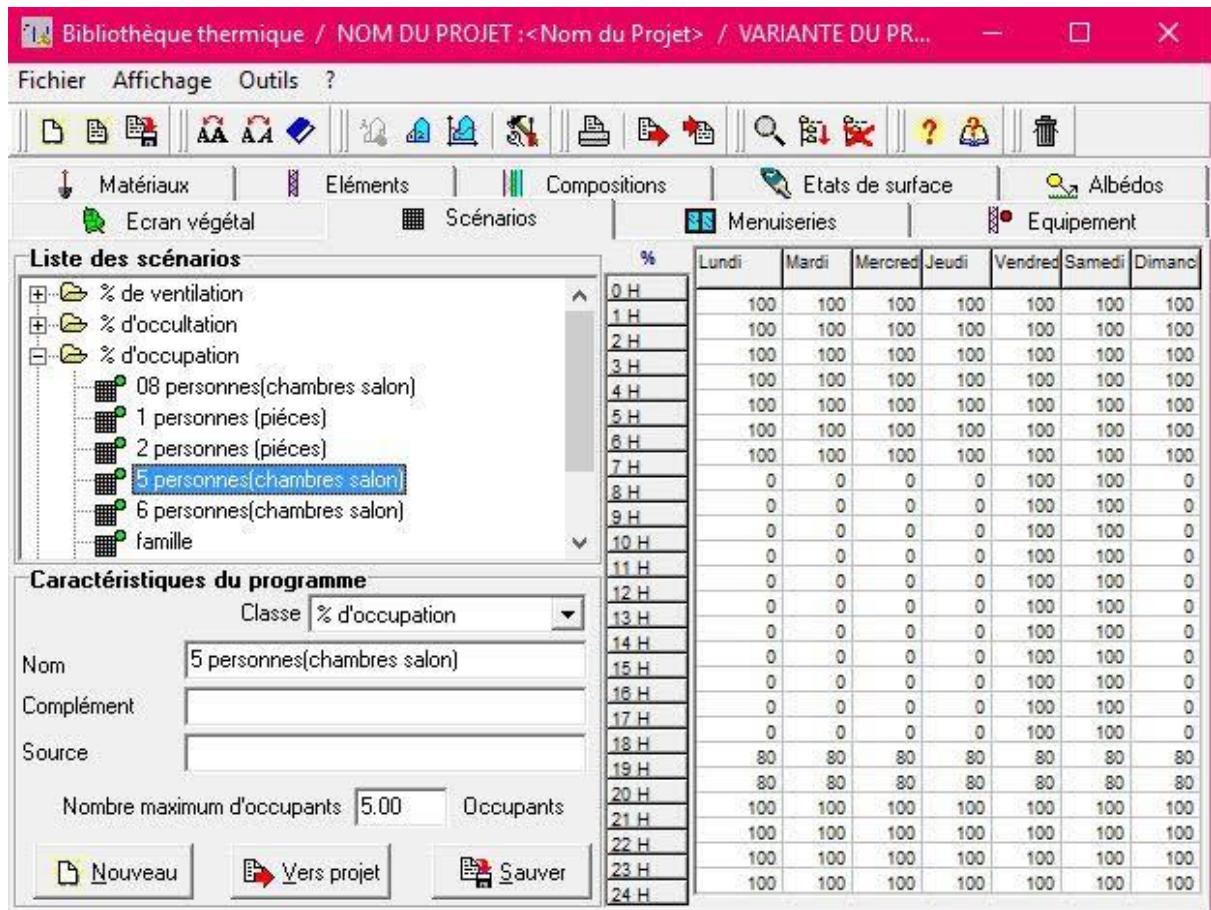 Bibliothèque thermique / NOM DU PROJET :<Nom du Projet> / VARIANTE DU PR...
Fichier Affichage Outils ?
Matériaux Eléments Compositions Etats de surface Albédos
Ecran végétal Scénarios Menuiseries Equipement
Liste des scénarios
% de ventilation
% d'occultation
% d'occupation
08 personnes(chambres salon)
1 personnes (piéces)
2 personnes (piéces)
5 personnes(chambres salon)
6 personnes(chambres salon)
famille
Caractéristiques du programme
Classe % d'occupation
Nom 5 personnes(chambres salon)
Complément
Source
Nombre maximum d'occupants 5.00 Occupants
Nouveau Vers projet Sauver
% Lundi Mardi Mercred Jeudi Vendred Samedi Dimanc
0 H
100 100 100 100 100 100 100
1 H
100 100 100 100 100 100 100
2 H
100 100 100 100 100 100 100
3 H
100 100 100 100 100 100 100
4 H
100 100 100 100 100 100 100
5 H
100 100 100 100 100 100 100
6 H
100 100 100 100 100 100 100
7 H
0 0 0 0 100 100 0
8 H
0 0 0 0 100 100 0
9 H
0 0 0 0 100 100 0
10 H
0 0 0 0 100 100 0
11 H
0 0 0 0 100 100 0
12 H
0 0 0 0 100 100 0
13 H
0 0 0 0 100 100 0
14 H
0 0 0 0 100 100 0
15 H
0 0 0 0 100 100 0
16 H
0 0 0 0 100 100 0
17 H
0 0 0 0 100 100 0
18 H
80 80 80 80 80 80 80
19 H
80 80 80 80 80 80 80
20 H
100 100 100 100 100 100 100
21 H
100 100 100 100 100 100 100
22 H
100 100 100 100 100 100 100
23 H
100 100 100 100 100 100 100
24 H